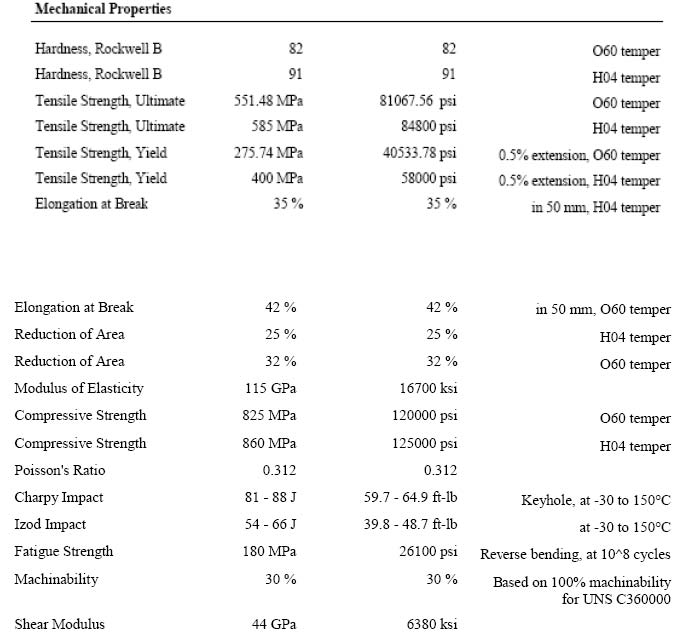 Mechanical Properties
Hardness, Rockwell B 82 82 O60 temper
Hardness, Rockwell B 91 91 H04 temper
Tensile Strength, Ultimate 551.48 MPa 81067.56 psi O60 temper
Tensile Strength, Ultimate 585 MPa 84800 psi H04 temper
Tensile Strength, Yield 275.74 MPa 40533.78 psi 0.5% extension, O60 temper
Tensile Strength, Yield 400 MPa 58000 psi 0.5% extension, H04 temper
Elongation at Break 35 % 35 % in 50 mm, H04 temper
Elongation at Break 42 % 42 % in 50 mm, O60 temper
Reduction of Area 25 % 25 % H04 temper
Reduction of Area 32 % 32 % O60 temper
Modulus of Elasticity 115 GPa 16700 ksi
Compressive Strength 825 MPa 120000 psi O60 temper
Compressive Strength 860 MPa 125000 psi H04 temper
Poisson's Ratio 0.312 0.312
Charpy Impact 81 - 88 J 59.7 - 64.9 ft-lb Keyhole, at -30 to 150°C
Izod Impact 54 - 66 J 39.8 - 48.7 ft-lb at -30 to 150°C
Fatigue Strength 180 MPa 26100 psi Reverse bending, at 10^8 cycles
Machinability 30 % 30 % Based on 100% machinability
for UNS C360000
Shear Modulus 44 GPa 6380 ksi